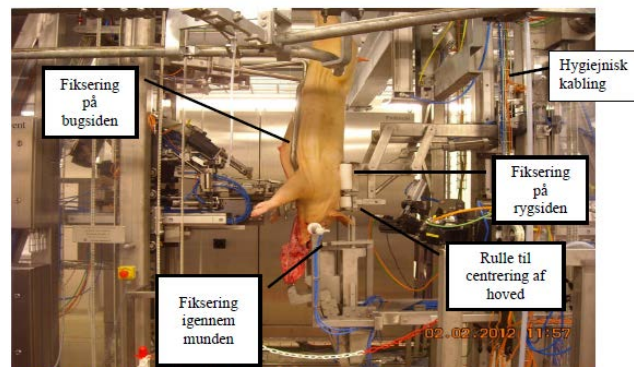 Fiksering
på
bugsiden
Hygiejnisk
kabling
Fiksering
på
rygsiden
Rulle til
centrering af
hoved
Fiksering
igennem
munden
02.02.2012 11:57